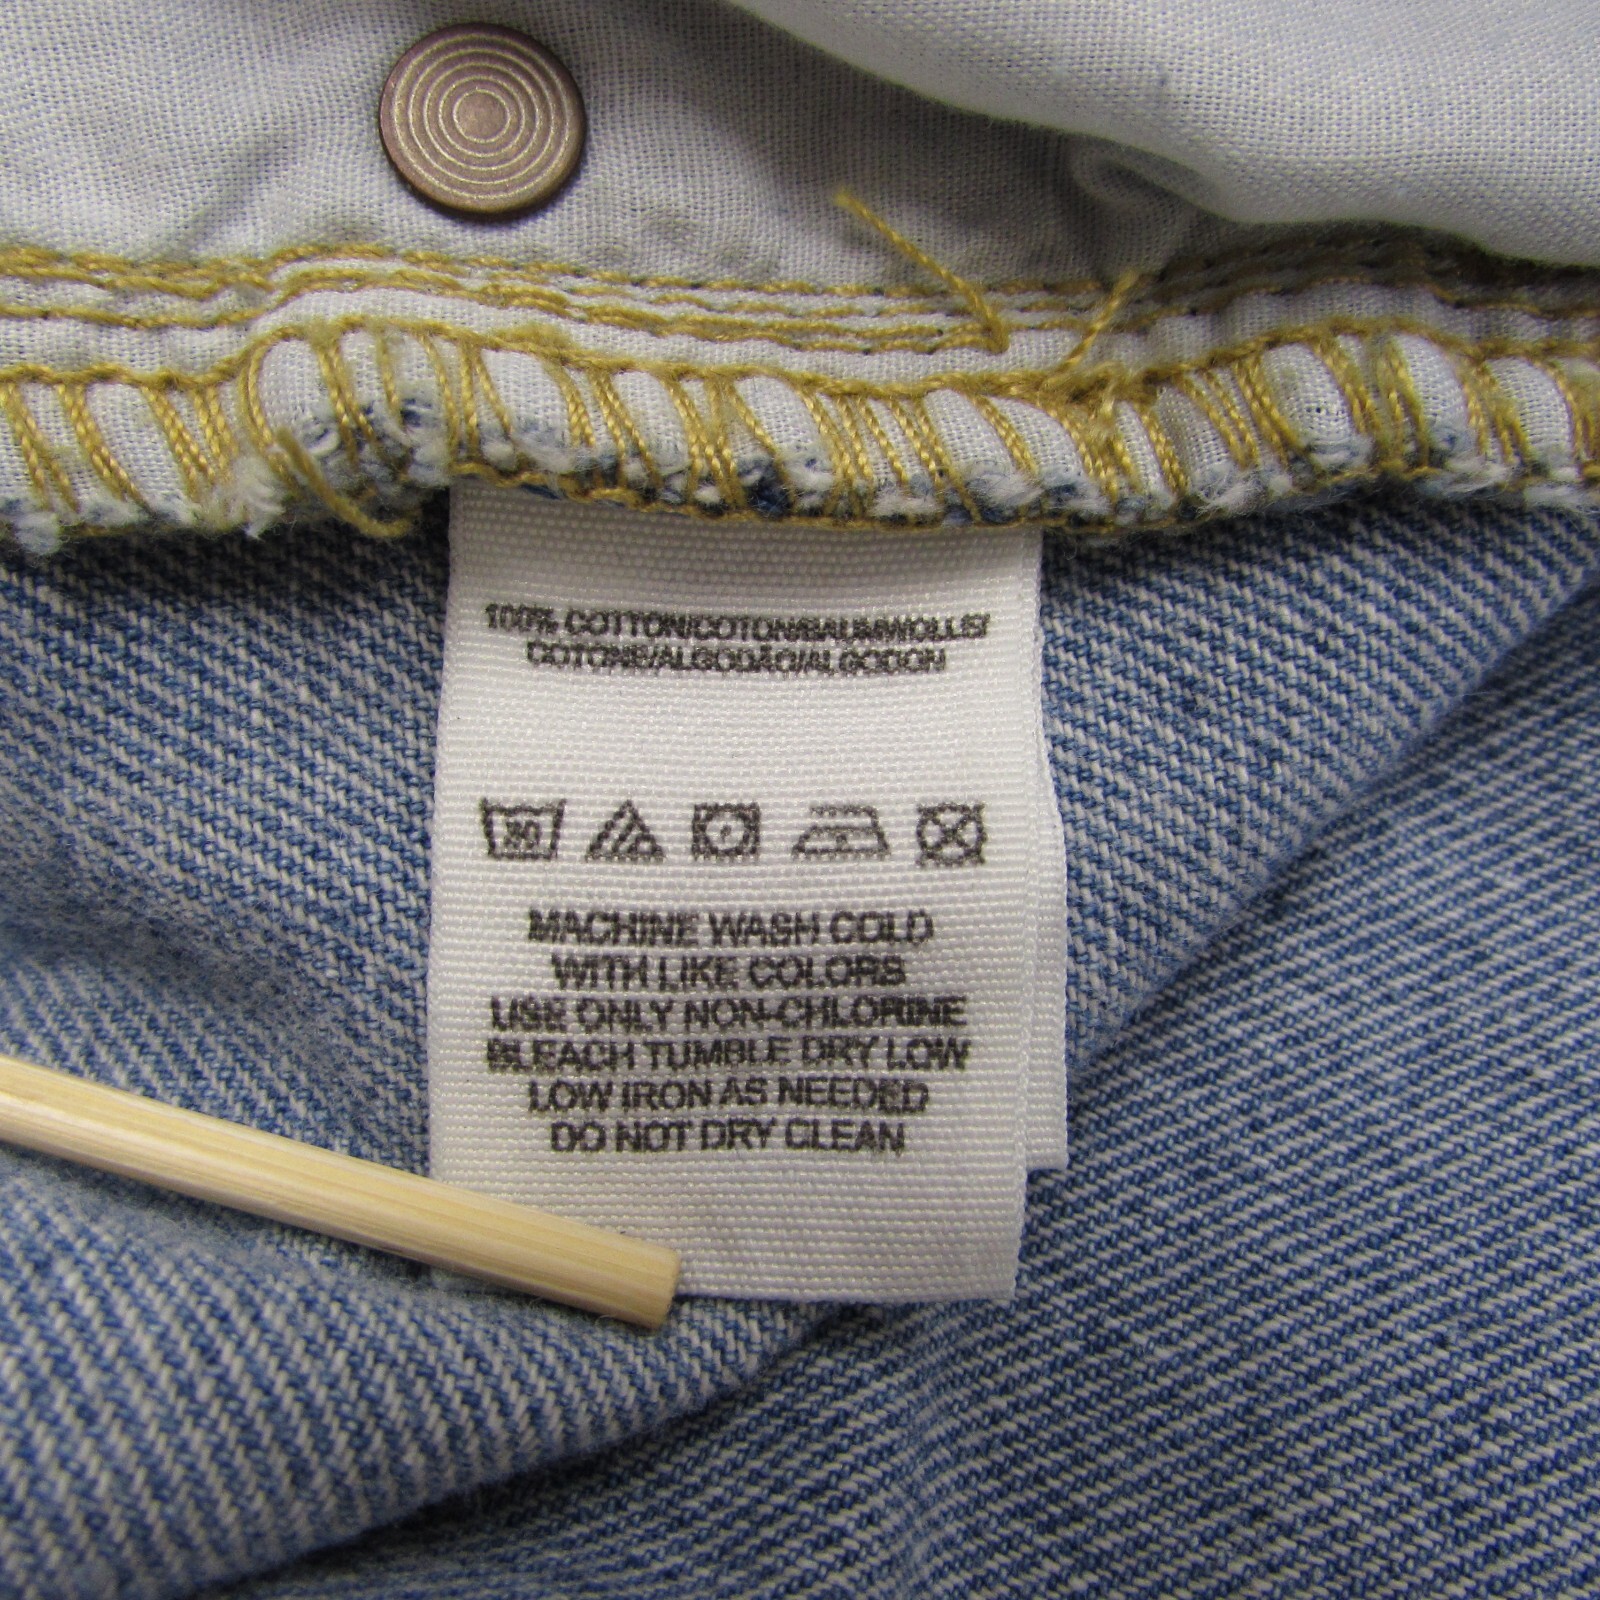 100% COTTON/COTON/BAUMWOLLE/
COTONE/ALGODÃO/ALGODON
30
MACHINE WASH COLD
WITH LIKE COLORS
USE ONLY NON-CHLORINE
BLEACH TUMBLE DRY LOW
LOW IRON AS NEEDED
DO NOT DRY CLEAN